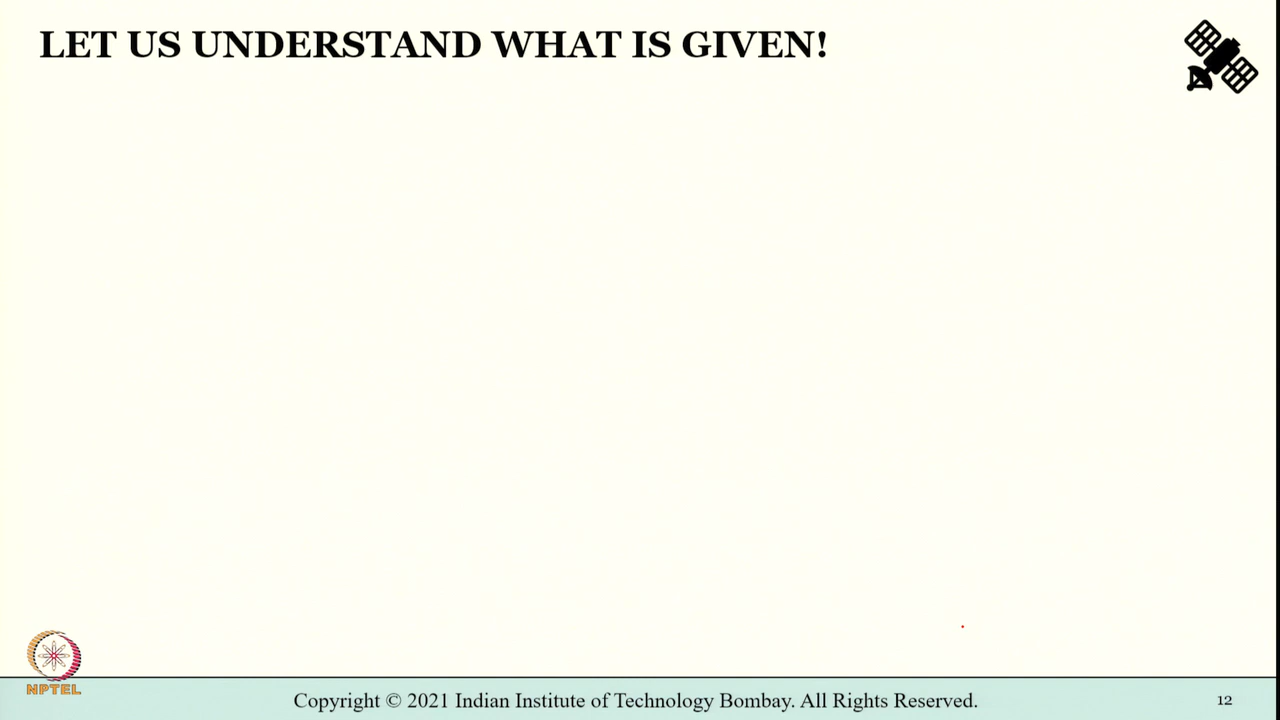 LET US UNDERSTAND WHAT IS GIVEN!
NPTEL
Copyright © 2021 Indian Institute of Technology Bombay. All Rights Reserved.
12